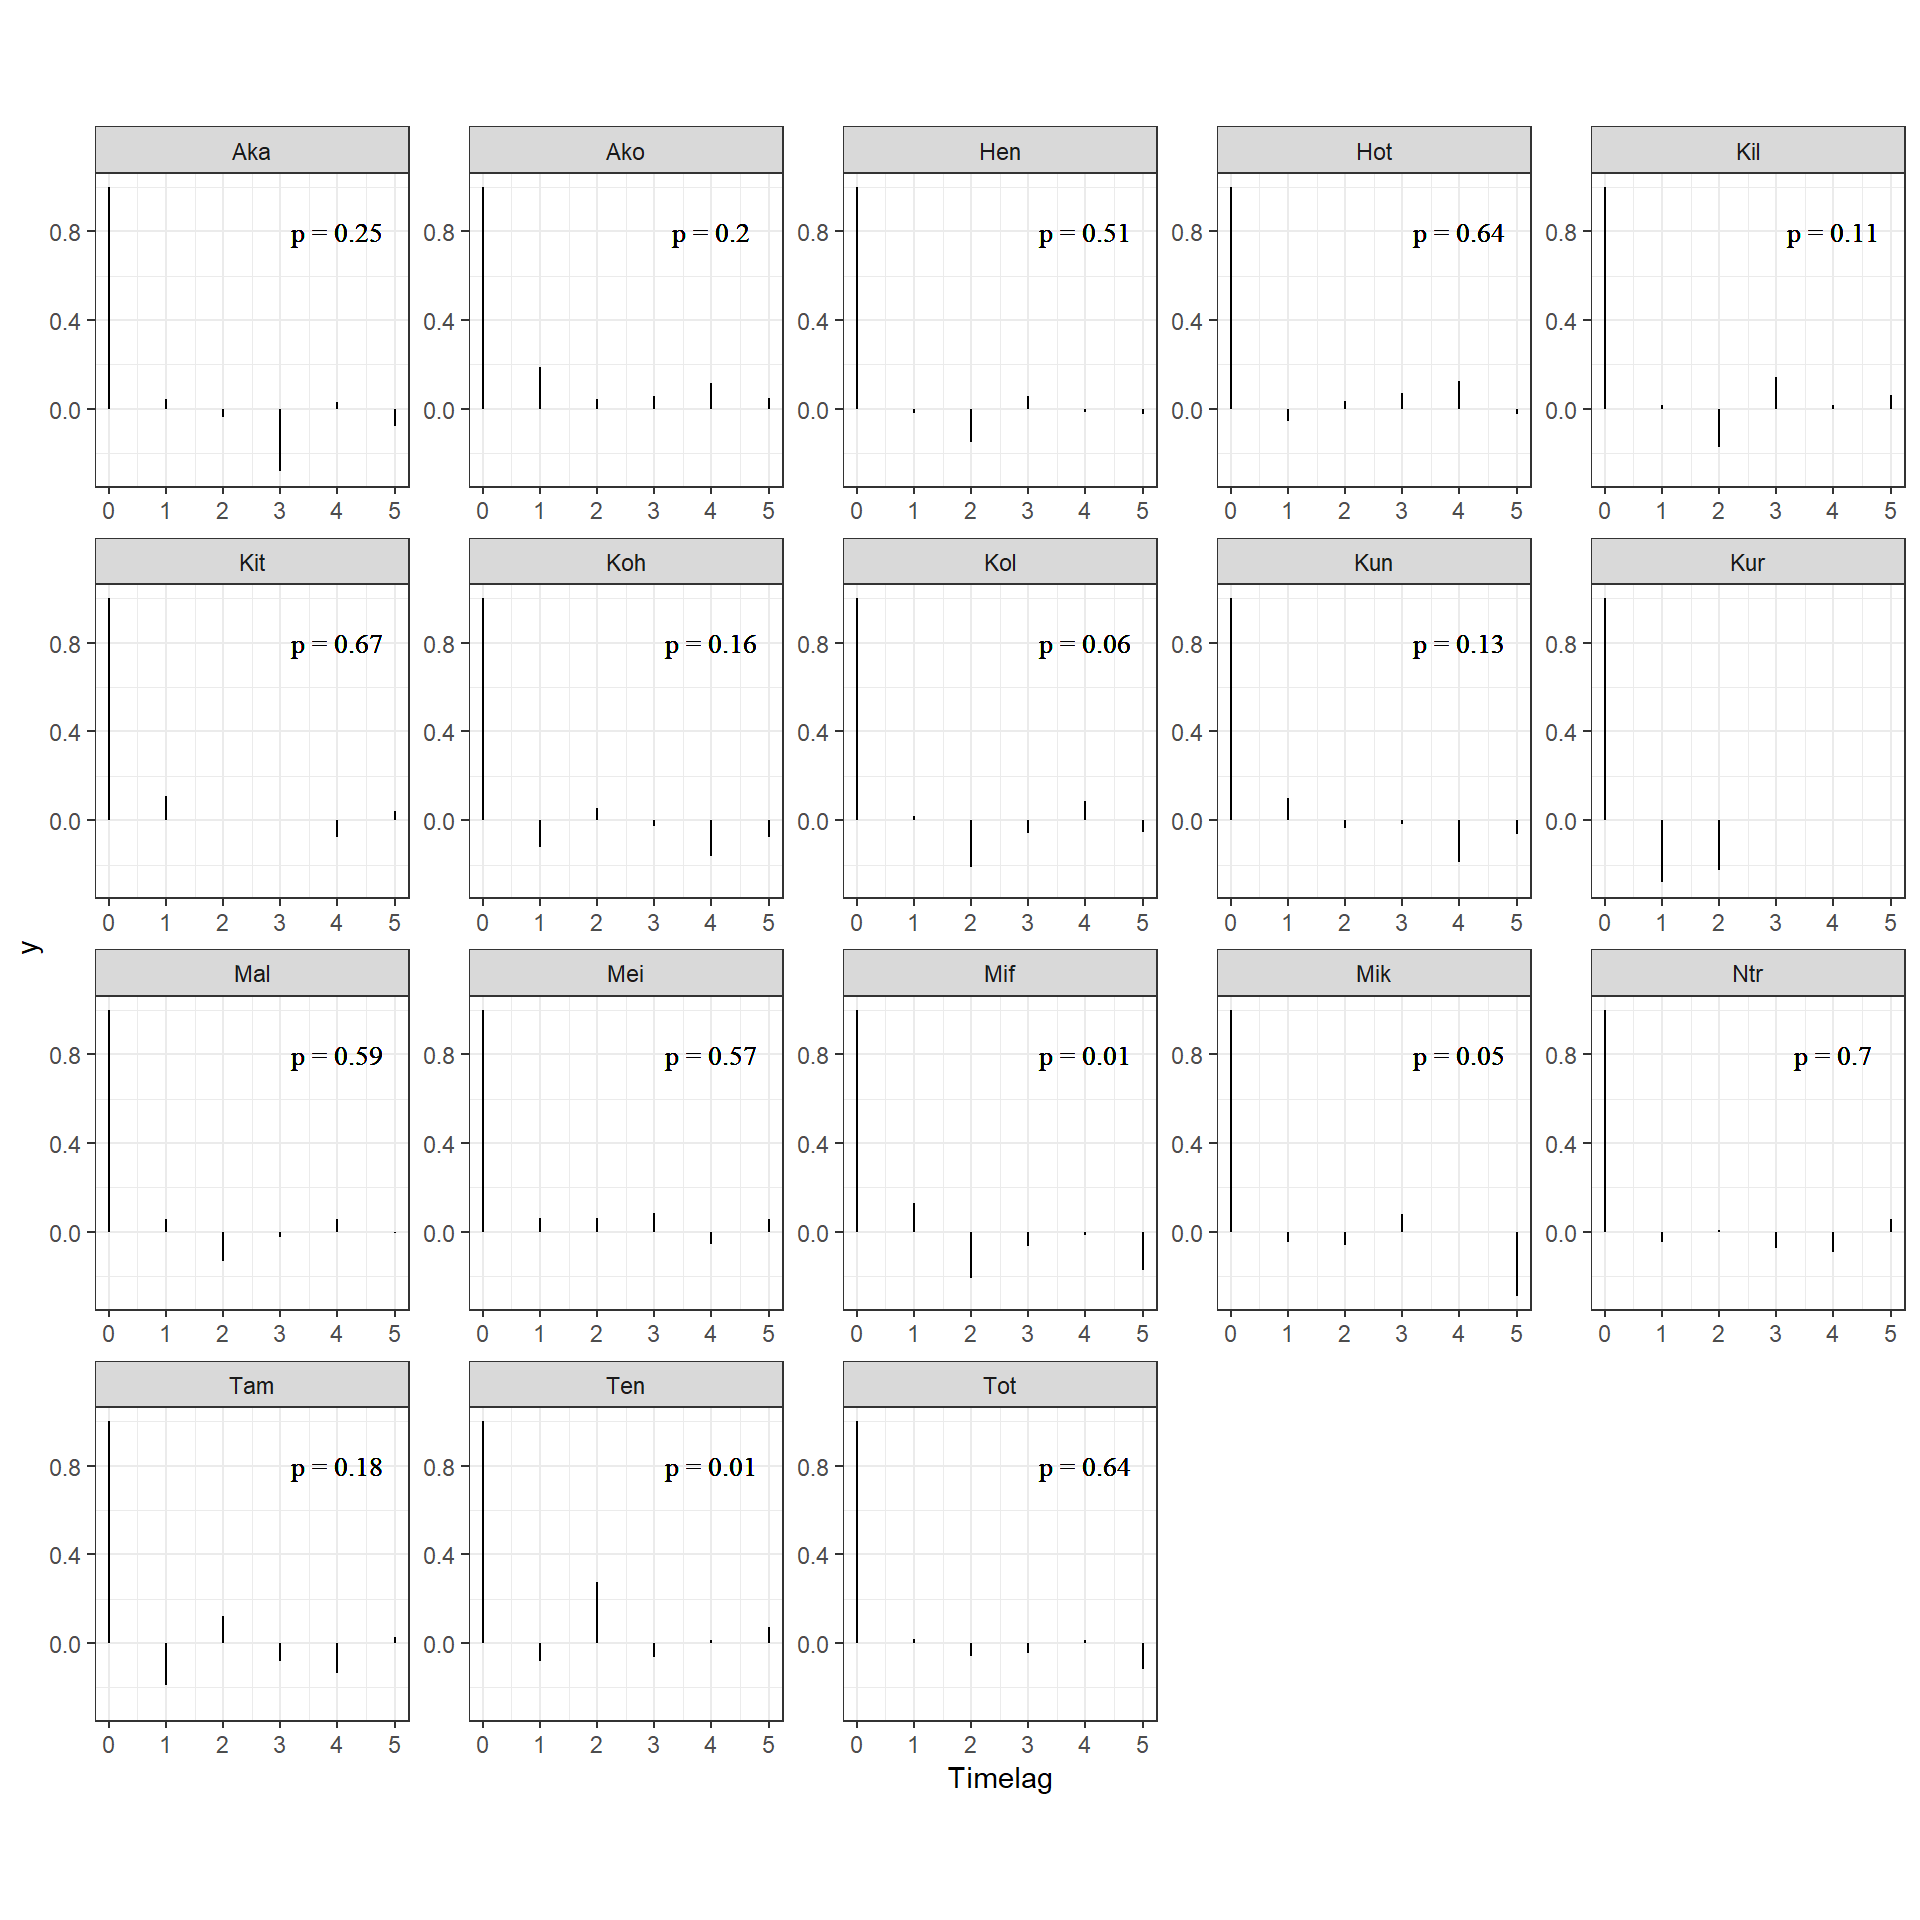 Aka Ako Hen Hot Kil
p = 0.25 p = 0.2 p = 0.51 p = 0.64 p = 0.11
0.8 0.8 0.8 0.8 0.8
0.4 0.4 0.4 0.4 0.4
0.0 0.0 0.0 0.0 0.0
0 1 2 3 4 5 0 1 2 3 4 5 0 1 2 3 4 5 0 1 2 3 4 5 0 1 2 3 4 5
Kit Koh Kol Kun Kur
p = 0.67 p = 0.16 p = 0.06 p = 0.13
0.8 0.8 0.8 0.8 0.8
0.4 0.4 0.4 0.4 0.4
0.0 0.0 0.0 0.0 0.0
0 1 2 3 4 5 0 1 2 3 4 5 0 1 2 3 4 5 0 1 2 3 4 5 0 1 2 3 4 5
y
Mal Mei Mif Mik Ntr
p = 0.59 p = 0.57 p = 0.01 p = 0.05 p = 0.7
0.8 0.8 0.8 0.8 0.8
0.4 0.4 0.4 0.4 0.4
0.0 0.0 0.0 0.0 0.0
0 1 2 3 4 5 0 1 2 3 4 5 0 1 2 3 4 5 0 1 2 3 4 5 0 1 2 3 4 5
Tam Ten Tot
p = 0.18 p = 0.01 p = 0.64
0.8 0.8 0.8
0.4 0.4 0.4
0.0 0.0 0.0
0 1 2 3 4 5 0 1 2 3 4 5 0 1 2 3 4 5
Timelag